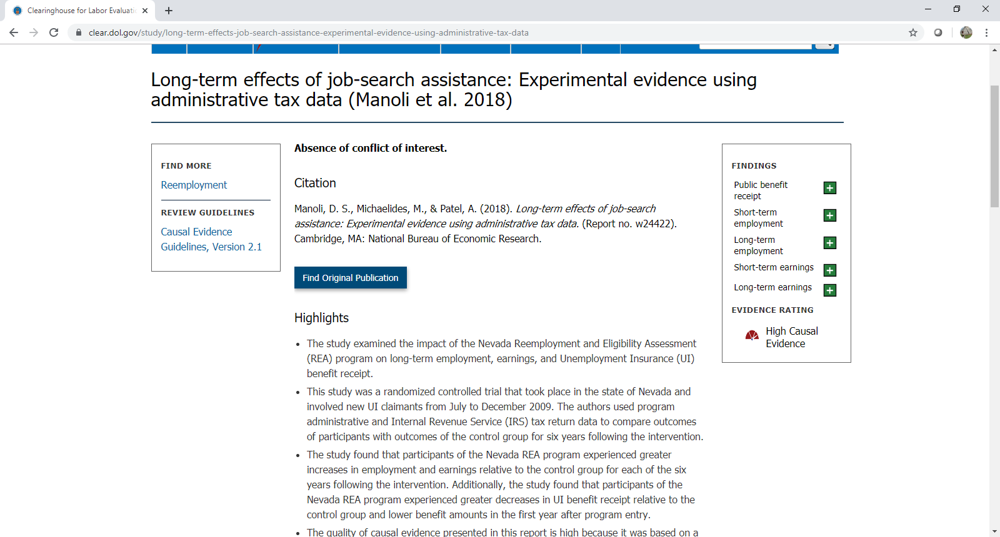 Clearinghouse for Labor Evaluati
clear.dol.gov/study/long-term-effects-job-search-assistance-experimental-evidence-using-administrative-tax-data
Long-term effects of job-search assistance: Experimental evidence using
administrative tax data (Manoli et al. 2018)
FIND MORE
Reemployment
REVIEW GUIDELINES
Causal Evidence
Guidelines, Version 2.1
Absence of conflict of interest.
Citation
Manoli, D. S., Michaelides, M., & Patel, A. (2018). Long-term effects of job-search
assistance: Experimental evidence using administrative tax data. (Report no. w24422).
Cambridge, MA: National Bureau of Economic Research.
Find Original Publication
Highlights
• The study examined the impact of the Nevada Reemployment and Eligibility Assessment
(REA) program on long-term employment, earnings, and Unemployment Insurance (UI)
benefit receipt.
• This study was a randomized controlled trial that took place in the state of Nevada and
involved new UI claimants from July to December 2009. The authors used program
administrative and Internal Revenue Service (IRS) tax return data to compare outcomes
of participants with outcomes of the control group for six years following the intervention.
• The study found that participants of the Nevada REA program experienced greater
increases in employment and earnings relative to the control group for each of the six
years following the intervention. Additionally, the study found that participants of the
Nevada REA program experienced greater decreases in UI benefit receipt relative to the
control group and lower benefit amounts in the first year after program entry.
• The quality of causal evidence presented in this report is high because it was based on a
FINDINGS
Public benefit
receipt
Short-term
employment
Long-term
employment
Short-term earnings
Long-term earnings
EVIDENCE RATING
High Causal
Evidence